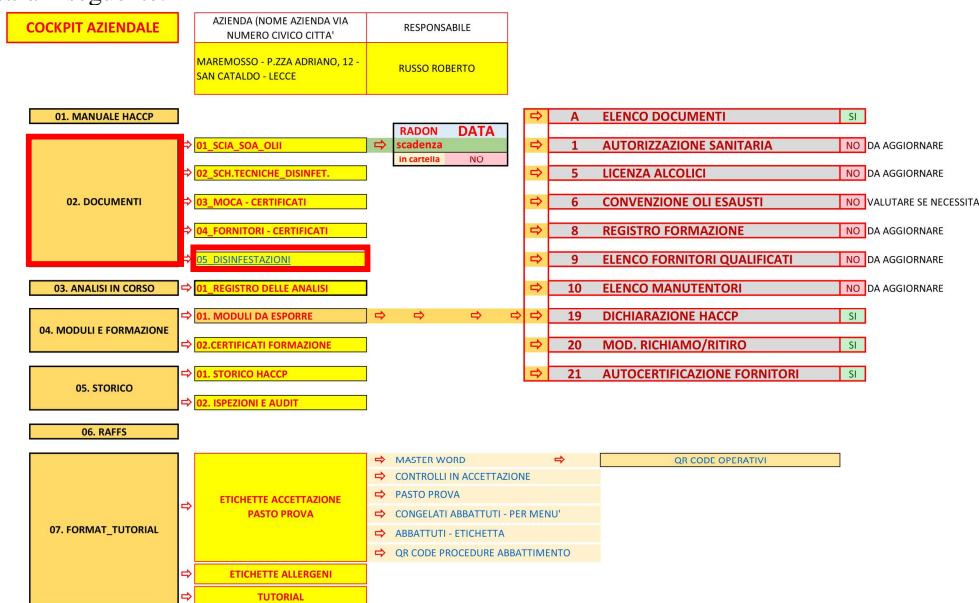 COCKPIT AZIENDALE
AZIENDA (NOME AZIENDA VIA
NUMERO CIVICO CITTA'
RESPONSABILE
MAREMOSSO - P.ZZA ADRIANO, 12 -
SAN CATALDO - LECCE
RUSSO ROBERTO
01. MANUALE HACCP
02. DOCUMENTI
01_SCIA_SOA_OLII
RADON DATA
scadenza
in cartella NO
02_SCH.TECNICHE_DISINFET.
03_MOCA - CERTIFICATI
04_FORNITORI - CERTIFICATI
05_DISINFESTAZIONI
03. ANALISI IN CORSO
01_REGISTRO DELLE ANALISI
04. MODULI E FORMAZIONE
01. MODULI DA ESPORRE
02.CERTIFICATI FORMAZIONE
05. STORICO
01. STORICO HACCP
02. ISPEZIONI E AUDIT
A ELENCO DOCUMENTI SI
1 AUTORIZZAZIONE SANITARIA NO DA AGGIORNARE
5 LICENZA ALCOLICI NO DA AGGIORNARE
6 CONVENZIONE OLI ESAUSTI NO VALUTARE SE NECESSITA
8 REGISTRO FORMAZIONE NO DA AGGIORNARE
9 ELENCO FORNITORI QUALIFICATI NO DA AGGIORNARE
10 ELENCO MANUTENTORI NO DA AGGIORNARE
19 DICHIARAZIONE HACCP SI
20 MOD. RICHIAMO/RITIRO SI
21 AUTOCERTIFICAZIONE FORNITORI SI
06. RAFFS
07. FORMAT_TUTORIAL
ETICHETTE ACCETTAZIONE
PASTO PROVA
MASTER WORD
QR CODE OPERATIVI
CONTROLLI IN ACCETTAZIONE
PASTO PROVA
CONGELATI ABBATTUTI - PER MENU'
ABBATTUTI - ETICHETTA
QR CODE PROCEDURE ABBATTIMENTO
ETICHETTE ALLERGENI
TUTORIAL